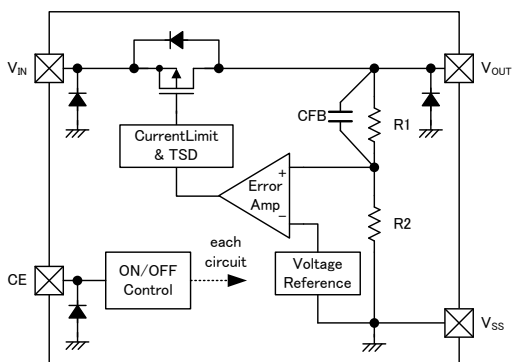 VIN
VOUT
CFB
R1
CurrentLimit
& TSD
+
Error
Amp
−
R2
each
circuit
CE
ON/OFF
Control
Voltage
Reference
VSS